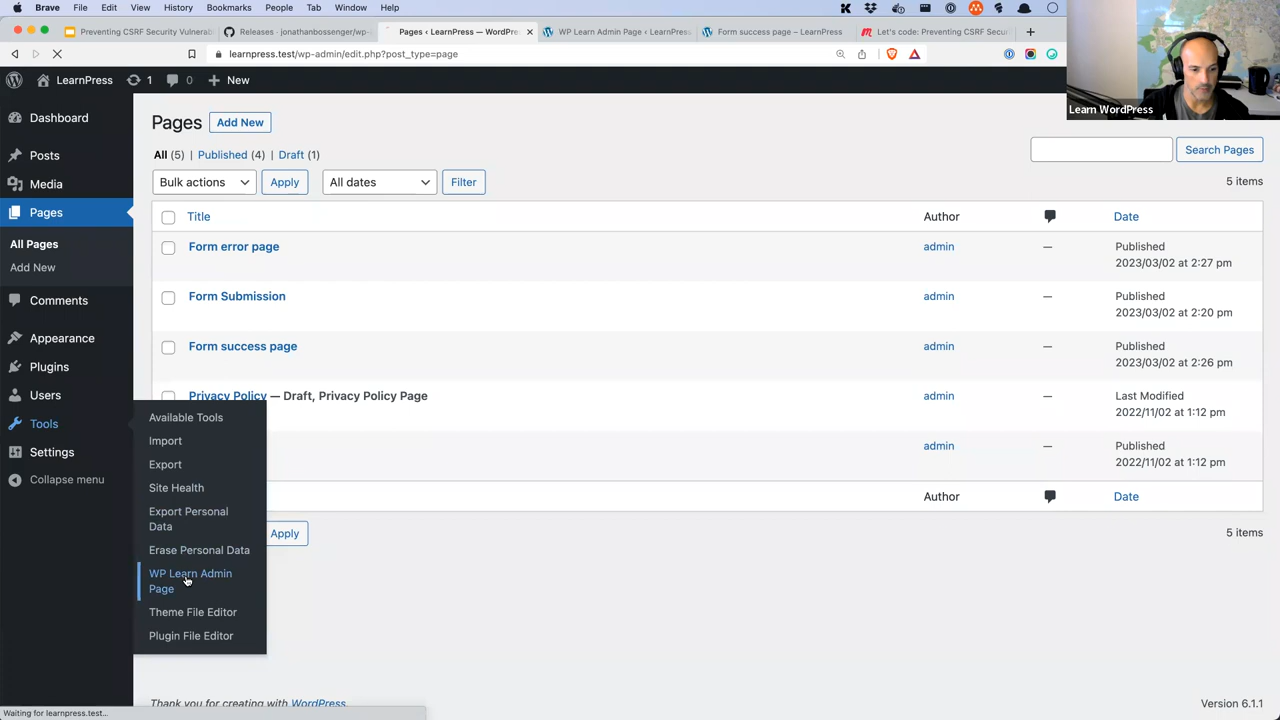 Brave File Edit View History Bookmarks People Tab Window Help
Preventing CSRF Security Vulnerab
Releases · jonathanbossenger/wp-
Pages ‹ LearnPress — WordPre
WP Learn Admin Page ‹ LearnPress
Form success page – LearnPress
Let's code: Preventing CSRF Secu
learnpress.test/wp-admin/edit.php?post_type=page
LearnPress 1 0 New
Learn WordPress
Dashboard
Posts
Media
Pages
All Pages
Add New
Comments
Appearance
Plugins
Users
Tools
Settings
Collapse menu
Available Tools
Import
Export
Site Health
Export Personal
Data
Erase Personal Data
WP Learn Admin
Page
Theme File Editor
Plugin File Editor
Pages Add New
All (5) | Published (4) | Draft (1)
Search Pages
Bulk actions Apply All dates Filter
5 items
Title Author Date
Form error page admin — Published
2023/03/02 at 2:27 pm
Form Submission admin — Published
2023/03/02 at 2:20 pm
Form success page admin — Published
2023/03/02 at 2:26 pm
Privacy Policy — Draft, Privacy Policy Page admin — Last Modified
2022/11/02 at 1:12 pm
admin — Published
2022/11/02 at 1:12 pm
Author Date
Apply
5 items
Thank you for creating with WordPress.
Version 6.1.1
Waiting for learnpress.test...